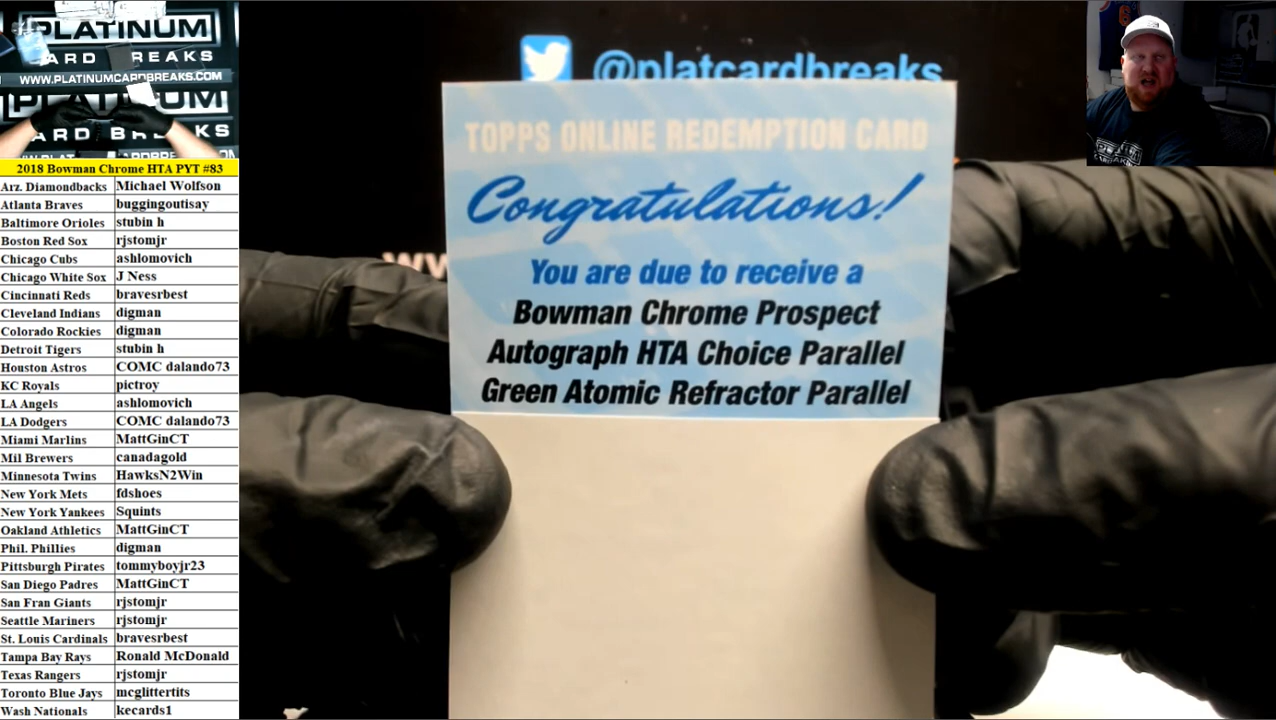 PLATINUM
ARD BREAKS
WWW.PLATINUMCARDBREAKS.COM
PLATINUM
ARD BREAKS
2018 Bowman Chrome HTA PYT #83
Arz. Diamondbacks Michael Wolfson
Atlanta Braves buggingoutisay
Baltimore Orioles stubin h
Boston Red Sox rjstomjr
Chicago Cubs ashlomovich
Chicago White Sox J Ness
Cincinnati Reds bravesrbest
Cleveland Indians digman
Colorado Rockies digman
Detroit Tigers stubin h
Houston Astros COMC dalando73
KC Royals pictroy
LA Angels ashlomovich
LA Dodgers COMC dalando73
Miami Marlins MattGinCT
Mil Brewers canadagold
Minnesota Twins HawksN2Win
New York Mets fdshoes
New York Yankees Squints
Oakland Athletics MattGinCT
Phil. Phillies digman
Pittsburgh Pirates tommyboyjr23
San Diego Padres MattGinCT
San Fran Giants rjstomjr
Seattle Mariners rjstomjr
St. Louis Cardinals bravesrbest
Tampa Bay Rays Ronald McDonald
Texas Rangers rjstomjr
Toronto Blue Jays mcglittertits
Wash Nationals kecards1
@platcardbreaks
TOPPS ONLINE REDEMPTION CARD
Congratulations!
You are due to receive a
Bowman Chrome Prospect
Autograph HTA Choice Parallel
Green Atomic Refractor Parallel